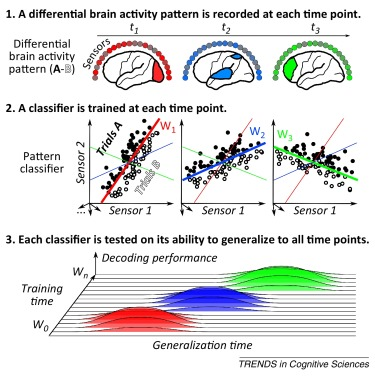 1. A differential brain activity pattern is recorded at each time point.
t1 t2 t3
Differential
brain activity
pattern (A-B)
Sensors
2. A classifier is trained at each time point.
Pattern
classifier
Sensor 2
Trials A
Trials B
W1
W2
W3
...
Sensor 1
Sensor 1
Sensor 1
3. Each classifier is tested on its ability to generalize to all time points.
Decoding performance
Wn
Training
time
W0
Generalization time
TRENDS in Cognitive Sciences